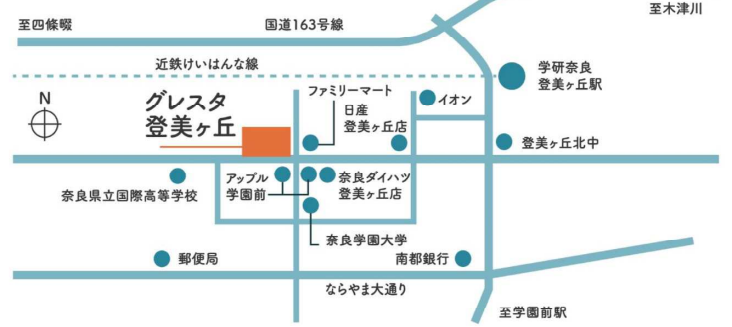 至木津川
至四條畷
国道163号線
近鉄けいはんな線
学研奈良
登美ヶ丘駅
N
グレスタ
登美ヶ丘
ファミリーマート
日産
登美ヶ丘店
イオン
登美ヶ丘北中
奈良県立国際高等学校
アップル
学園前
奈良ダイハツ
登美ヶ丘店
奈良学園大学
郵便局
南都銀行
ならやま大通り
至学園前駅